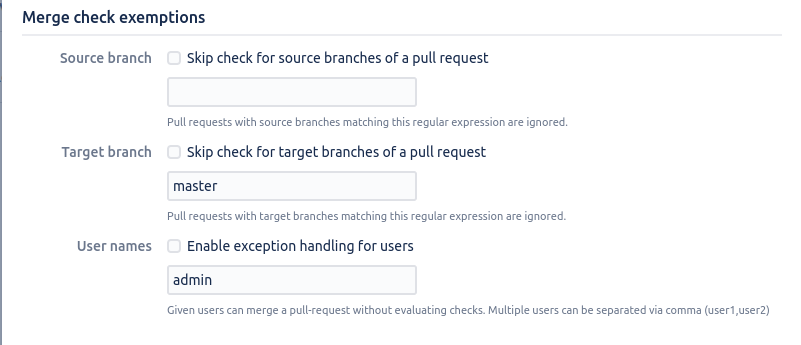 Merge check exemptions
Source branch Skip check for source branches of a pull request
Pull requests with source branches matching this regular expression are ignored.
Target branch Skip check for target branches of a pull request
master
Pull requests with target branches matching this regular expression are ignored.
User names Enable exception handling for users
admin
Given users can merge a pull-request without evaluating checks. Multiple users can be separated via comma (user1,user2)